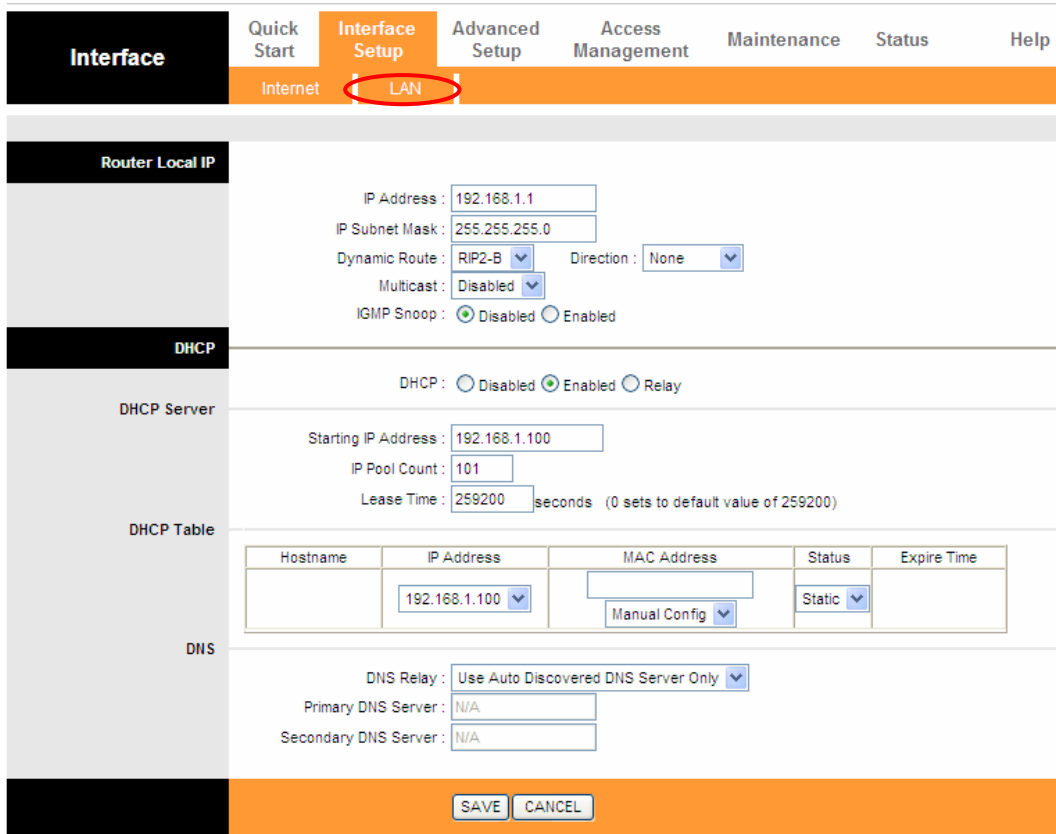 Interface
Quick Start
Interface Setup
Advanced Setup
Access Management
Maintenance
Status
Help
Internet
LAN
Router Local IP
IP Address : 192.168.1.1
IP Subnet Mask : 255.255.255.0
Dynamic Route : RIP2-B Direction : None
Multicast : Disabled
IGMP Snoop : Disabled Enabled
DHCP
DHCP : Disabled Enabled Relay
DHCP Server
Starting IP Address : 192.168.1.100
IP Pool Count : 101
Lease Time : 259200 seconds (0 sets to default value of 259200)
DHCP Table
Hostname IP Address MAC Address Status Expire Time
192.168.1.100 Manual Config Static
DNS
DNS Relay : Use Auto Discovered DNS Server Only
Primary DNS Server : N/A
Secondary DNS Server : N/A
SAVE CANCEL